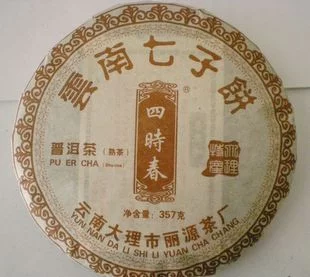 雲南七子餅
四時春
®
普洱茶（熟茶）
PU ER CHA (Shu cha)
净含量：357克
云南大理市丽源茶厂
YUN NAN DA LI SHI LI YUAN CHA CHANG